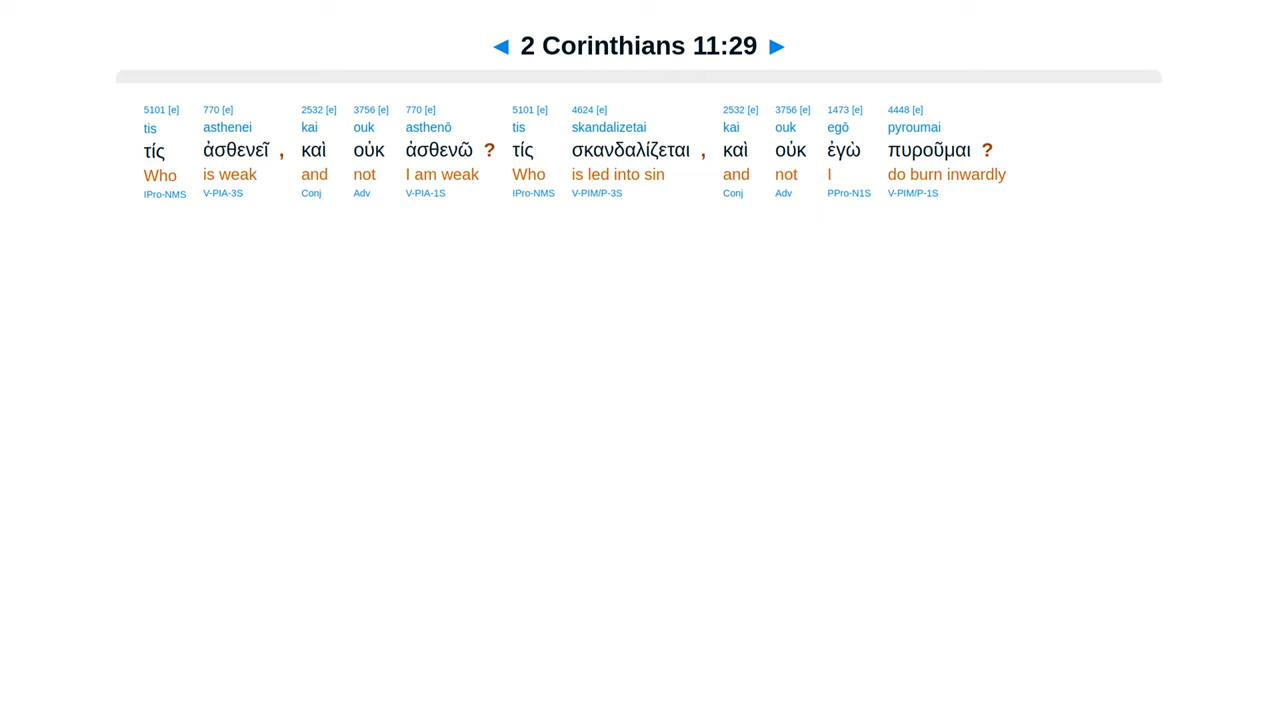 ◄ 2 Corinthians 11:29 ►
5101 [e] 770 [e] 2532 [e] 3756 [e] 770 [e] 5101 [e] 4624 [e] 2532 [e] 3756 [e] 1473 [e] 4448 [e]
tis asthenei kai ouk asthenō tis skandalizetai kai ouk egō pyroumai
τίς ἀσθενεῖ , καὶ οὐκ ἀσθενῶ ? τίς σκανδαλίζεται , καὶ οὐκ ἐγὼ πυροῦμαι ?
Who is weak and not I am weak Who is led into sin and not I do burn inwardly
IPro-NMS V-PIA-3S Conj Adv V-PIA-1S IPro-NMS V-PIM/P-3S Conj Adv PPro-N1S V-PIM/P-1S